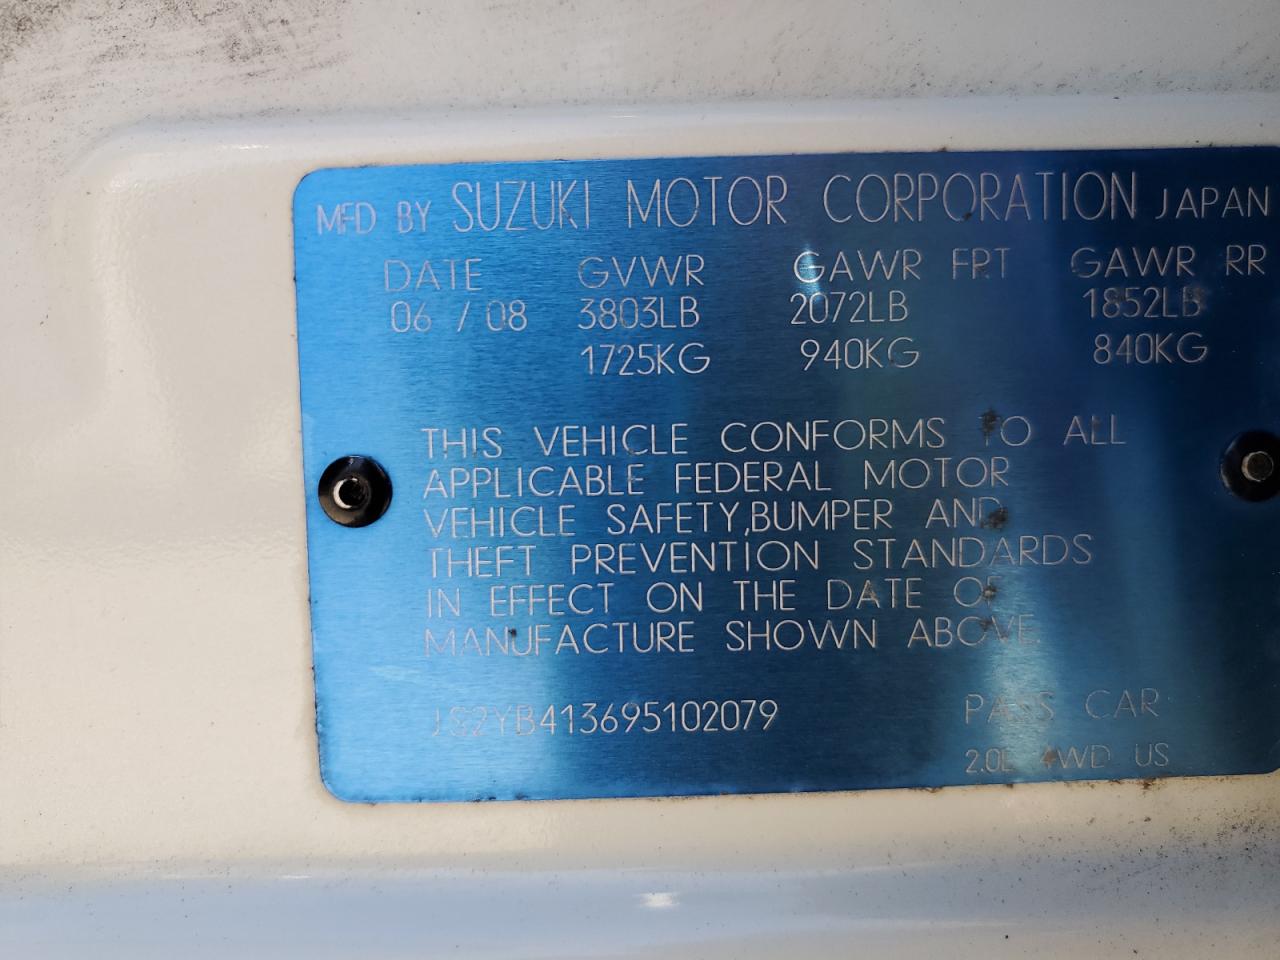 MFD BY SUZUKI MOTOR CORPORATION JAPAN
DATE GVWR GAWR FRT GAWR RR
06 / 08 3803LB 2072LB 1852LB
1725KG 940KG 840KG
THIS VEHICLE CONFORMS TO ALL
APPLICABLE FEDERAL MOTOR
VEHICLE SAFETY,BUMPER AND
THEFT PREVENTION STANDARDS
IN EFFECT ON THE DATE OF
MANUFACTURE SHOWN ABOVE.
JS2YB413695102079 PASS CAR
2.0L 4WD US